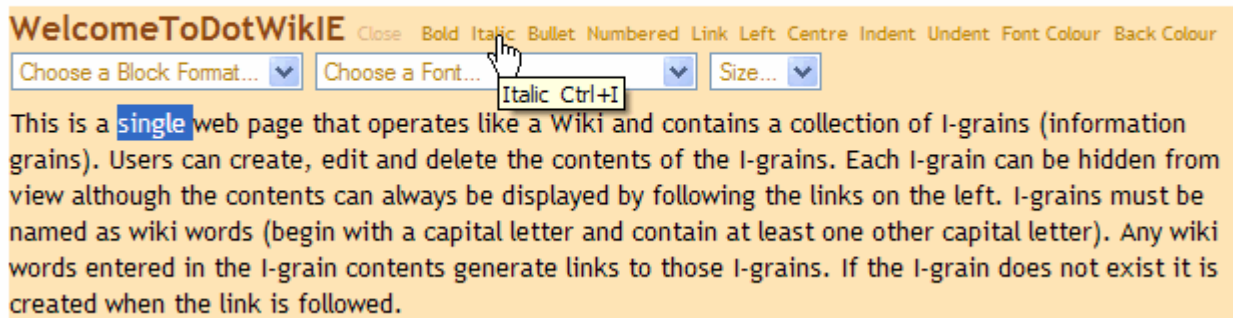 WelcomeToDotWikIE Close Bold Italic Bullet Numbered Link Left Centre Indent Undent Font Colour Back Colour
Choose a Block Format... Choose a Font... Size...
Italic Ctrl+I
This is a single web page that operates like a Wiki and contains a collection of I-grains (information
grains). Users can create, edit and delete the contents of the I-grains. Each I-grain can be hidden from
view although the contents can always be displayed by following the links on the left. I-grains must be
named as wiki words (begin with a capital letter and contain at least one other capital letter). Any wiki
words entered in the I-grain contents generate links to those I-grains. If the I-grain does not exist it is
created when the link is followed.